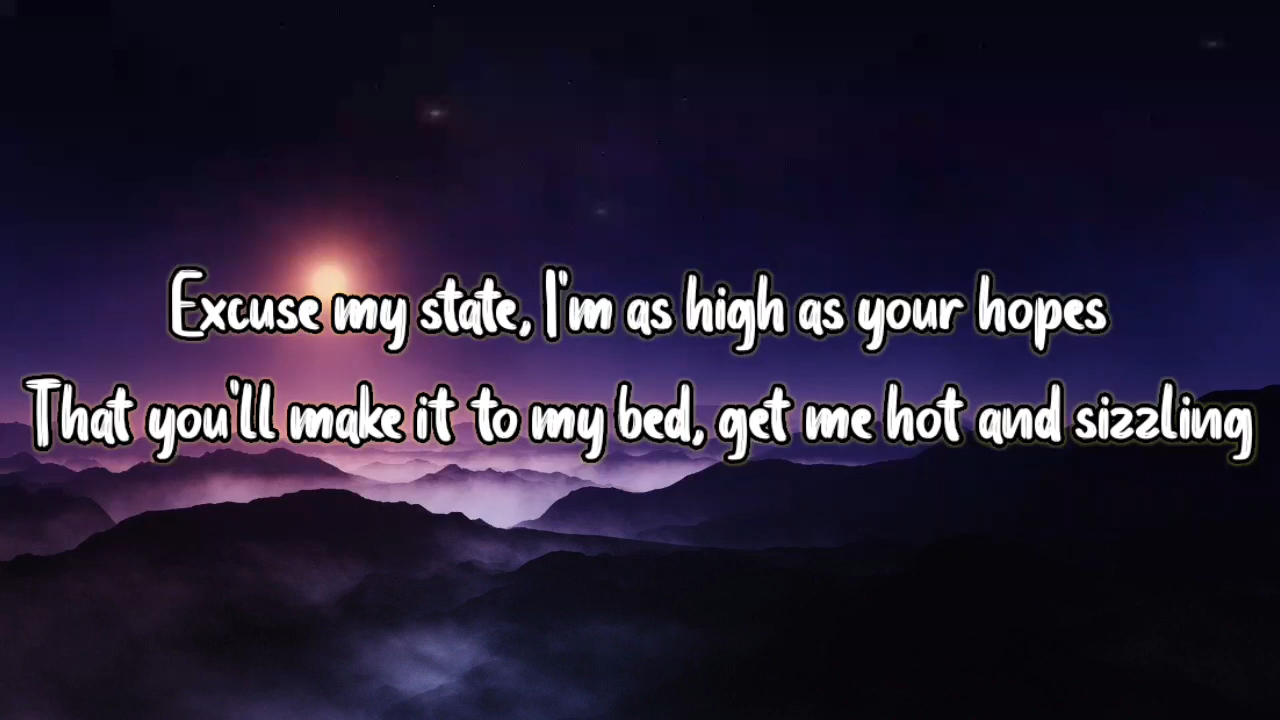 Excuse my state, I'm as high as your hopes
That you'll make it to my bed, get me hot and sizzling